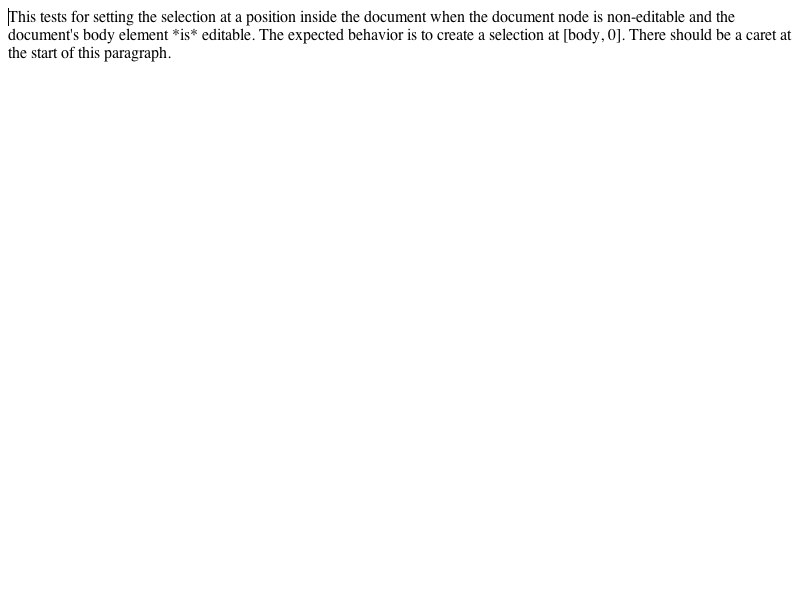 This tests for setting the selection at a position inside the document when the document node is non-editable and the
document's body element *is* editable. The expected behavior is to create a selection at [body, 0]. There should be a caret at
the start of this paragraph.